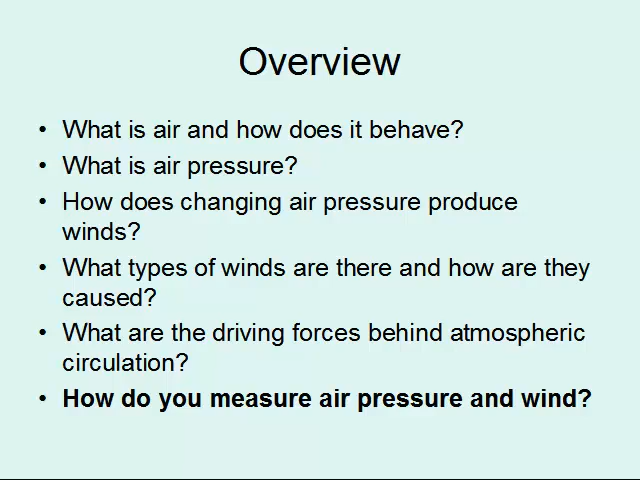 Overview
• What is air and how does it behave?
• What is air pressure?
• How does changing air pressure produce
winds?
• What types of winds are there and how are they
caused?
• What are the driving forces behind atmospheric
circulation?
• How do you measure air pressure and wind?